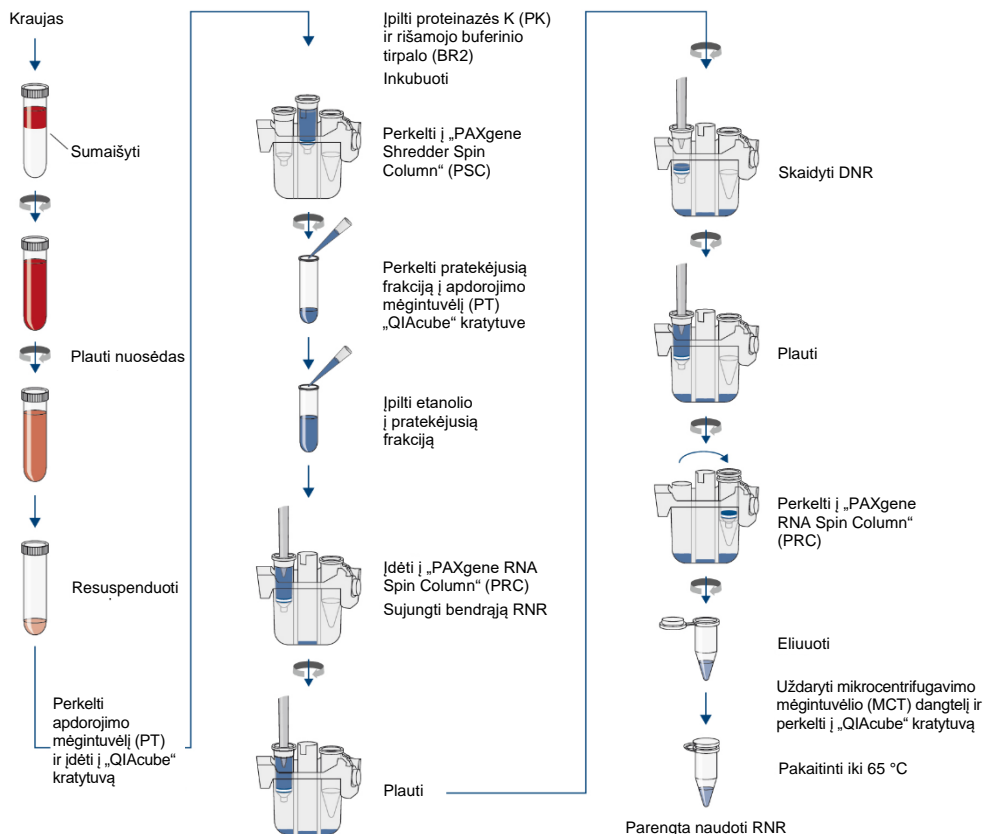 Kraujas
Sumaišyti
Plauti nuosėdas
Resuspenduoti
Perkelti
apdorojimo
mėgintuvėlį (PT)
ir įdėti į „QIAcube“
kratytuvą
Įpilti proteinazės K (PK)
ir rišamojo buferinio
tirpalo (BR2)
Inkubuoti
Perkelti į „PAXgene
Shredder Spin
Column“ (PSC)
Perkelti pratekėjusią
frakciją į apdorojimo
mėgintuvėlį (PT)
„QIAcube“ kratytuve
Įpilti etanolio
į pratekėjusią
frakciją
Įdėti į „PAXgene RNA
Spin Column“ (PRC)
Sujungti bendrąją RNR
Plauti
Skaidyti DNR
Plauti
Perkelti į „PAXgene
RNA Spin Column“
(PRC)
Eliuuoti
Uždaryti mikrocentrifugavimo
mėgintuvėlio (MCT) dangtelį ir
perkelti į „QIAcube“ kratytuvą
Pakaitinti iki 65 °C
Parengta naudoti RNR